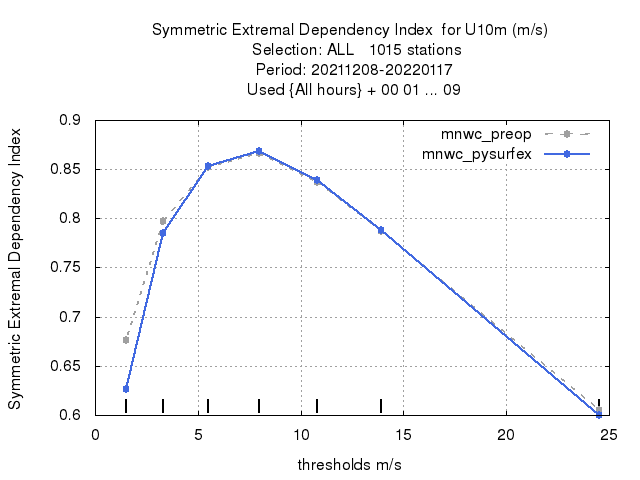 Symmetric Extremal Dependency Index  for U10m (m/s)
Selection: ALL   1015 stations
Period: 20211208-20220117
Used {All hours} + 00 01 ... 09
mnwc_preop
mnwc_pysurfex
Symmetric Extremal Dependency Index
0.9
0.85
0.8
0.75
0.7
0.65
0.6
0 5 10 15 20 25
thresholds m/s